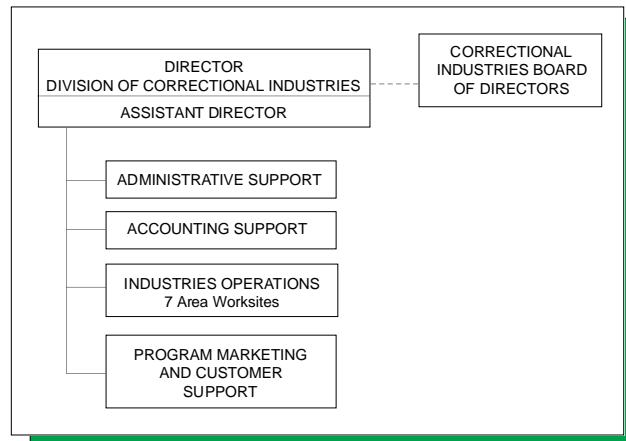 DIRECTOR
DIVISION OF CORRECTIONAL INDUSTRIES
ASSISTANT DIRECTOR
CORRECTIONAL
INDUSTRIES BOARD
OF DIRECTORS
ADMINISTRATIVE SUPPORT
ACCOUNTING SUPPORT
INDUSTRIES OPERATIONS
7 Area Worksites
PROGRAM MARKETING
AND CUSTOMER
SUPPORT